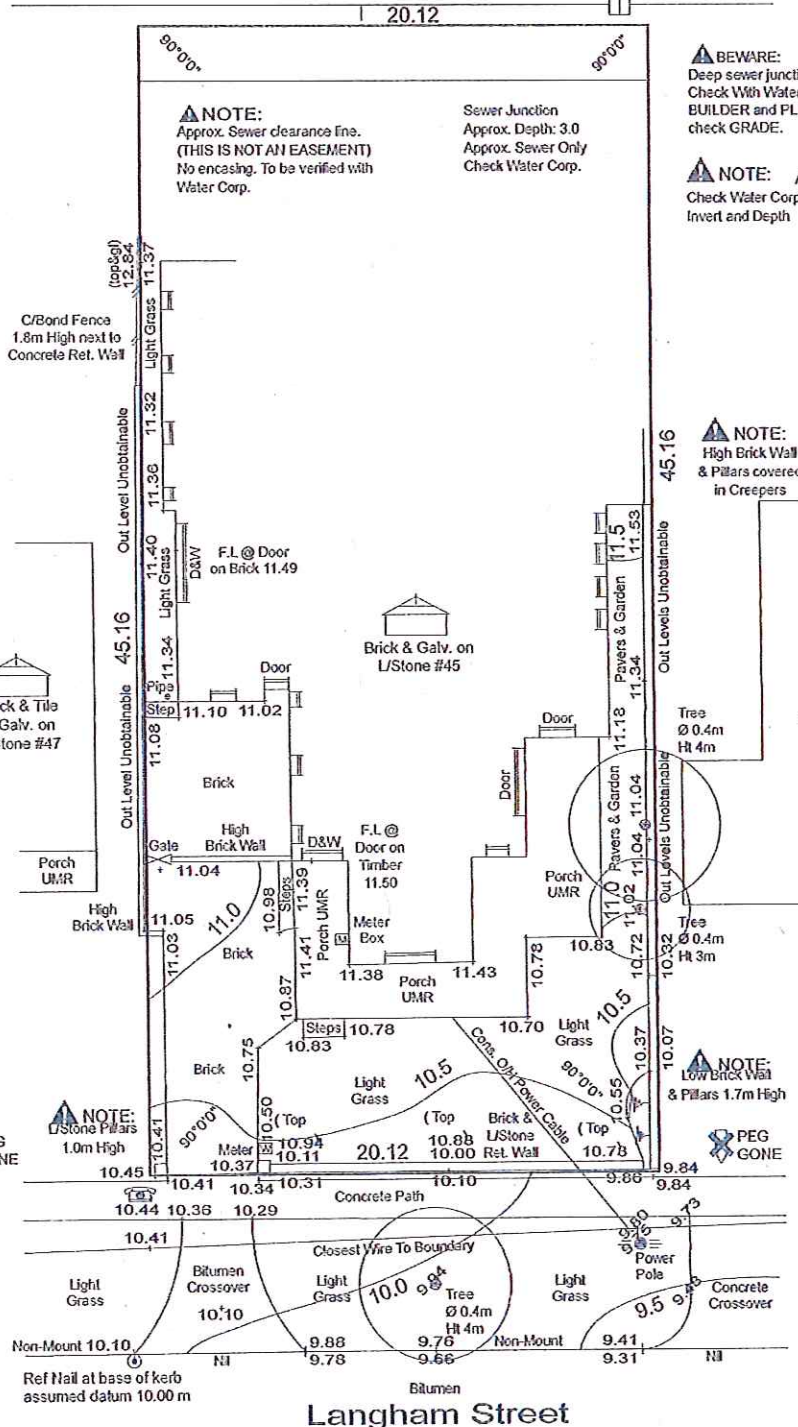 20.12
90°0'0"
90°0'0"
BEWARE:
Deep sewer juncti
Check With Water
BUILDER and PL
check GRADE.
NOTE:
Approx. Sewer clearance line.
(THIS IS NOT AN EASEMENT)
No encasing. To be verified with
Water Corp.
Sewer Junction
Approx. Depth: 3.0
Approx. Sewer Only
Check Water Corp.
NOTE:
Check Water Corp
Invert and Depth
(top&gl)
12.84
11.37
Light Grass
C/Bond Fence
1.8m High next to
Concrete Ret. Wall
11.32
Out Level Unobtainable
11.36
45.16
NOTE:
High Brick Wall
& Pillars covered
in Creepers
11.40
Light Grass
D&W
F.L @ Door
on Brick 11.49
11.5
11.53
Out Levels Unobtainable
Pavers & Garden
45.16
11.34
Brick & Galv. on
L/Stone #45
11.34
Door
Pipe
Step
11.10
11.02
11.08
ck & Tile
Galv. on
tone #47
Out Level Unobtainable
Brick
Door
Door
11.18
Tree
Ø 0.4m
Ht 4m
11.04
Out Levels Unobtainable
Pavers & Garden
11.04
High
Brick Wall
Gate
11.04
D&W
F.L @
Door on
Timber
11.50
Porch
UMR
Porch
UMR
11.0
11.02
High
Brick Wall
11.05
11.03
11.0
10.98
Steps
11.39
11.41
Porch UMR
Meter
Box
Brick
11.38
11.43
Porch
UMR
10.78
10.83
10.72
10.32
Tree
Ø 0.4m
Ht 3m
10.87
Steps
10.78
10.83
10.70
Light
Grass
10.5
10.37
10.07
10.75
Brick
Light
Grass
10.5
Cons. O/H Power Cable
90°0'0"
10.55
NOTE:
Low Brick Wall
& Pillars 1.7m High
NOTE:
L/Stone Pillars
1.0m High
90°0'0"
10.41
10.50
(Top
10.94
10.11
Meter
10.37
20.12
(Top
10.88
10.00
Brick &
L/Stone
Ret. Wall
(Top
10.73
PEG
GONE
G
NE
10.45
10.41
10.34
10.31
10.10
9.86
9.84
9.84
Concrete Path
10.44
10.36
10.29
9.73
10.41
Closest Wire To Boundary
Power
Pole
Light
Grass
Bitumen
Crossover
10.10
Light
Grass
10.0
9.94
Tree
Ø 0.4m
Ht 4m
Light
Grass
9.5
Concrete
Crossover
Non-Mount 10.10
9.88
9.76
Non-Mount
9.41
Nil
9.78
9.66
9.31
Nil
Ref Nail at base of kerb
assumed datum 10.00 m
Bitumen
Langham Street